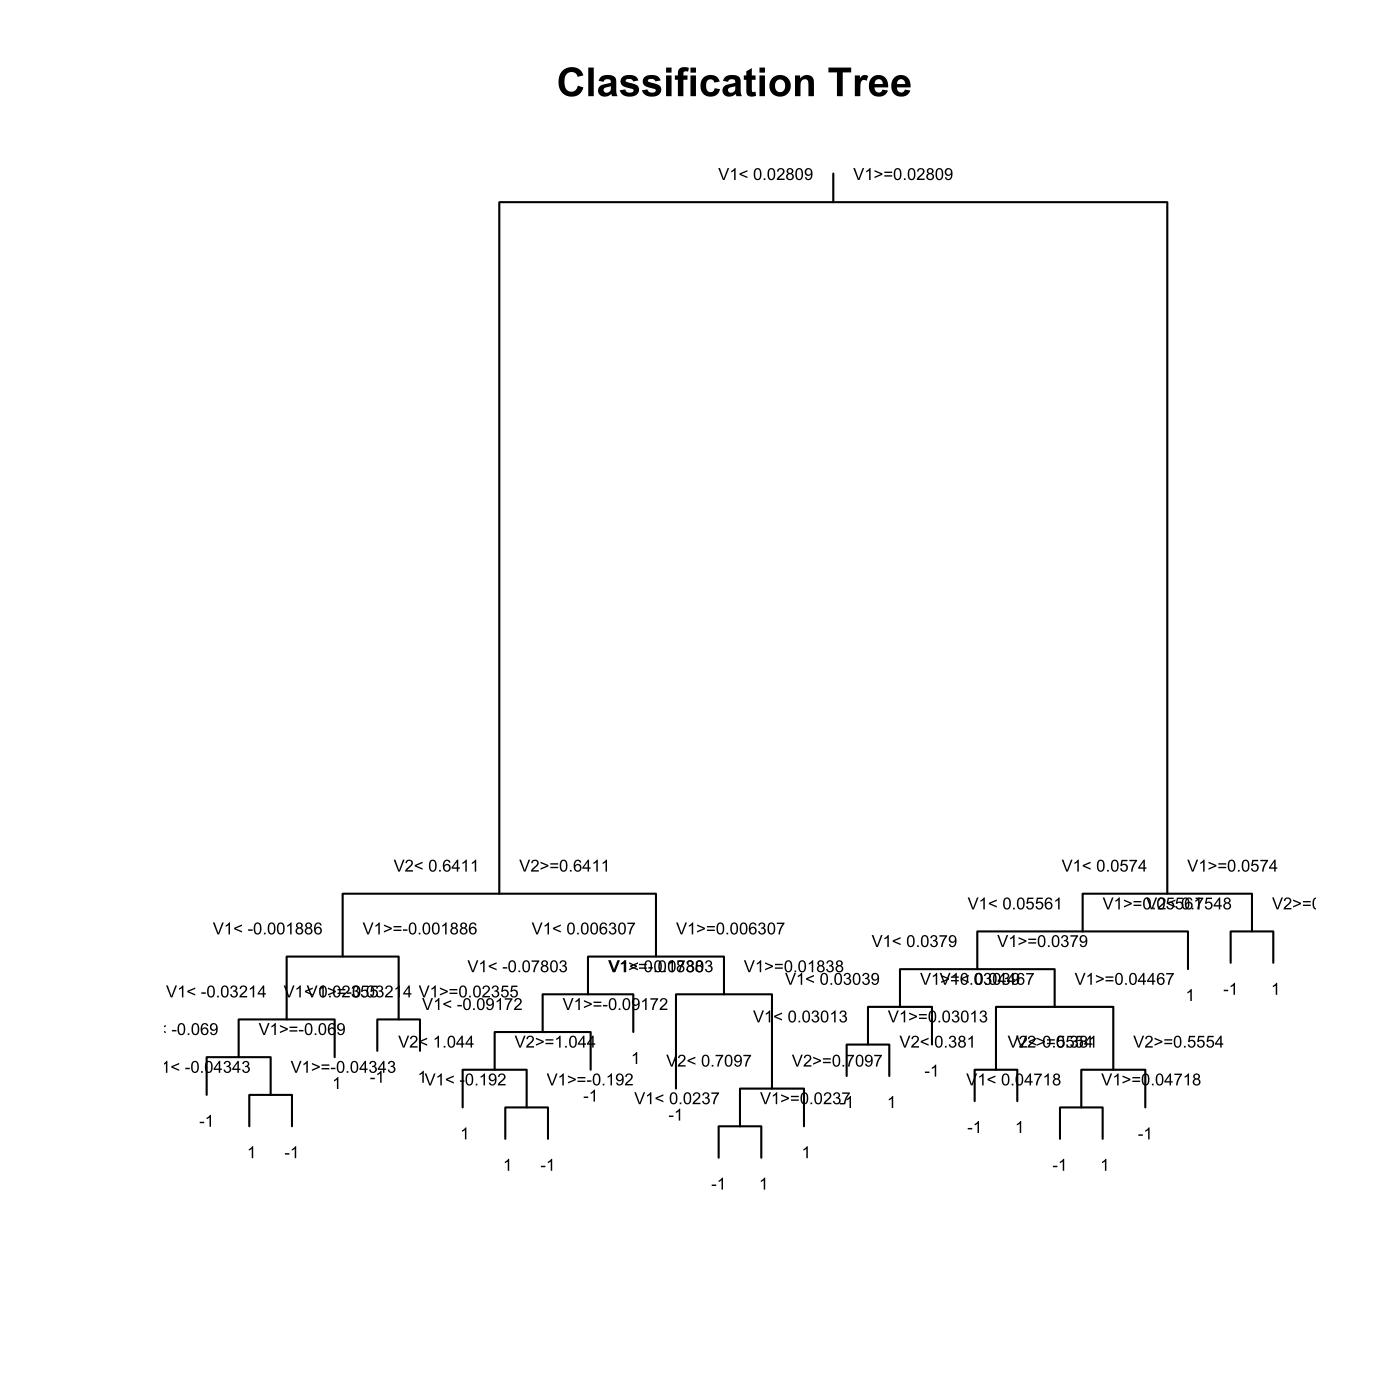 Classification Tree
V1< 0.02809 V1>=0.02809
V2< 0.6411 V2>=0.6411 V1< 0.0574 V1>=0.0574
V1< 0.05561 V1>=0.05561 V2< 0.7548
V1< -0.001886 V1>=-0.001886 V1< 0.006307 V1>=0.006307
V1< 0.0379 V1>=0.0379
V1< -0.07803 V1>=-0.07803 V1< 0.01838 V1>=0.01838
V1< 0.03039 V1>=0.03039 V1< 0.04467 V1>=0.04467
V1< -0.03214 V1>=-0.03214 V1< 0.02355 V1>=0.02355
1 -1 1
V1< -0.09172 V1>=-0.09172
V1< 0.03013 V1>=0.03013
: -0.069 V1>=-0.069
V2< 1.044 V2>=1.044 V2< 0.381 V2>=0.381 V2< 0.5554 V2>=0.5554
1
V2< 0.7097 V2>=0.7097
1< -0.04343 V1>=-0.04343
-1
1 -1 1
V1< -0.192 V1>=-0.192 V1< 0.04718 V1>=0.04718
-1
V1< 0.0237 V1>=0.0237
-1 1
-1
-1
-1 1
1 -1
1 -1 1
1 -1 -1 1
-1 1